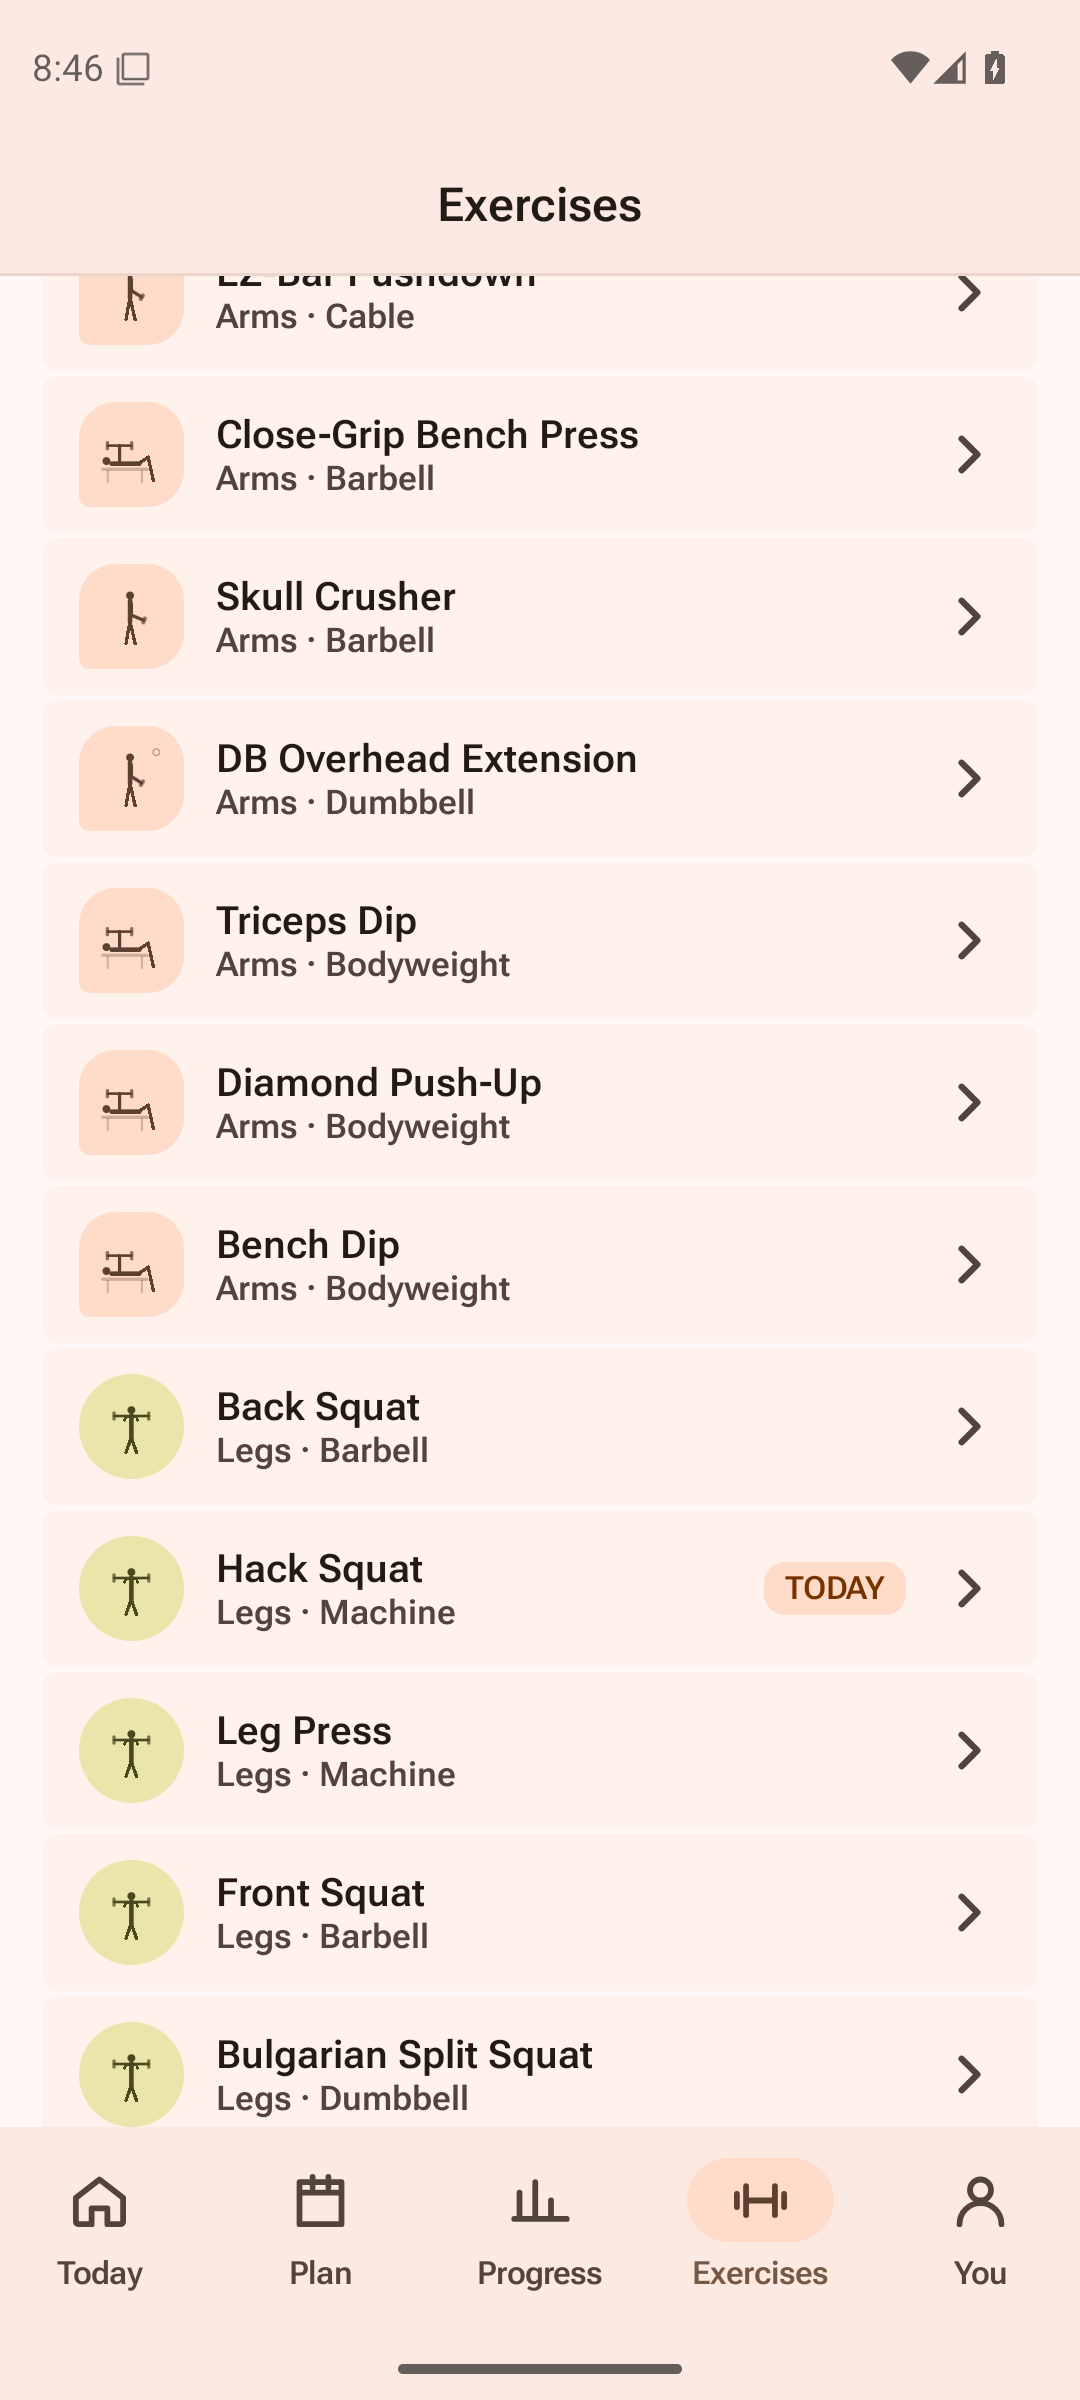 8:46
Exercises
EZ-Bar Pushdown
Arms · Cable
Close-Grip Bench Press
Arms · Barbell
Skull Crusher
Arms · Barbell
DB Overhead Extension
Arms · Dumbbell
Triceps Dip
Arms · Bodyweight
Diamond Push-Up
Arms · Bodyweight
Bench Dip
Arms · Bodyweight
Back Squat
Legs · Barbell
Hack Squat
TODAY
Legs · Machine
Leg Press
Legs · Machine
Front Squat
Legs · Barbell
Bulgarian Split Squat
Legs · Dumbbell
Today
Plan
Progress
Exercises
You